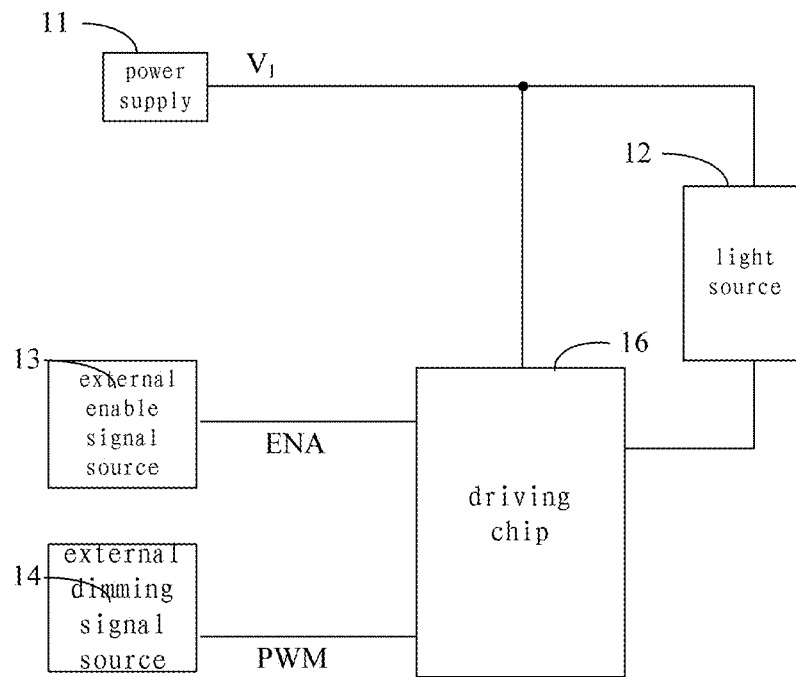 11
power
supply
V1
12
light
source
13
external
enable
signal
source
ENA
16
driving
chip
14
external
dimming
signal
source
PWM